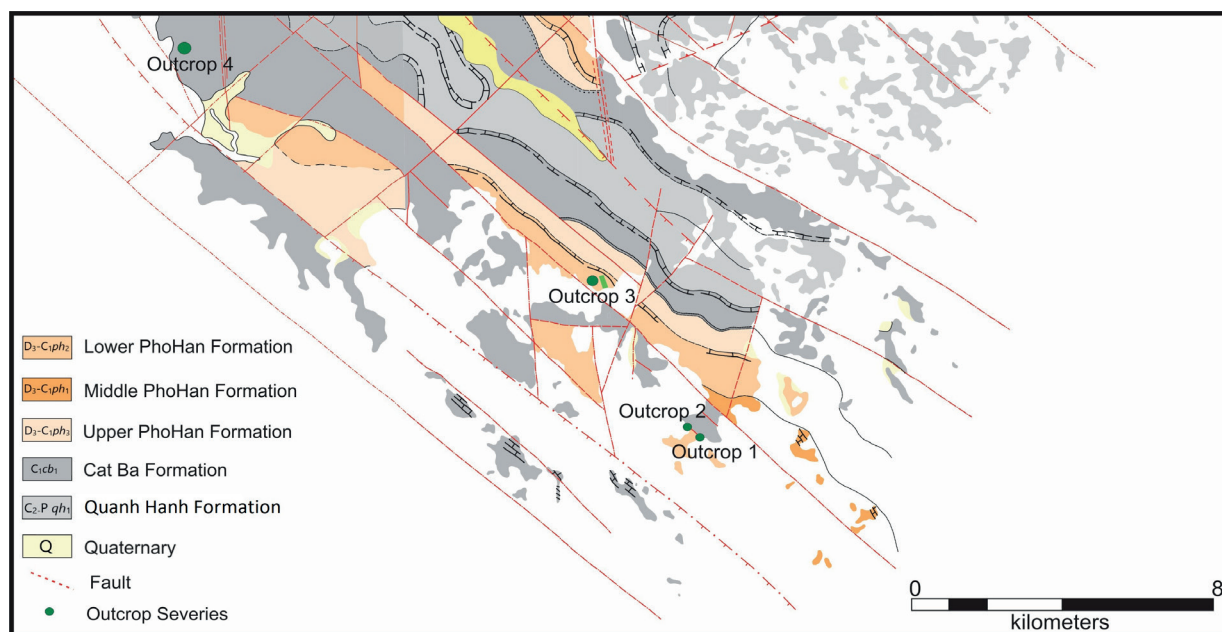 Outcrop 4
Outcrop 3
Outcrop 2
Outcrop 1
D₃-C₁ph₂ Lower PhoHan Formation
D₃-C₁ph₁ Middle PhoHan Formation
D₃-C₁ph₃ Upper PhoHan Formation
C₁cb₁ Cat Ba Formation
C₂-P qh₁ Quanh Hanh Formation
Q Quaternary
Fault
Outcrop Severies
0 8
kilometers